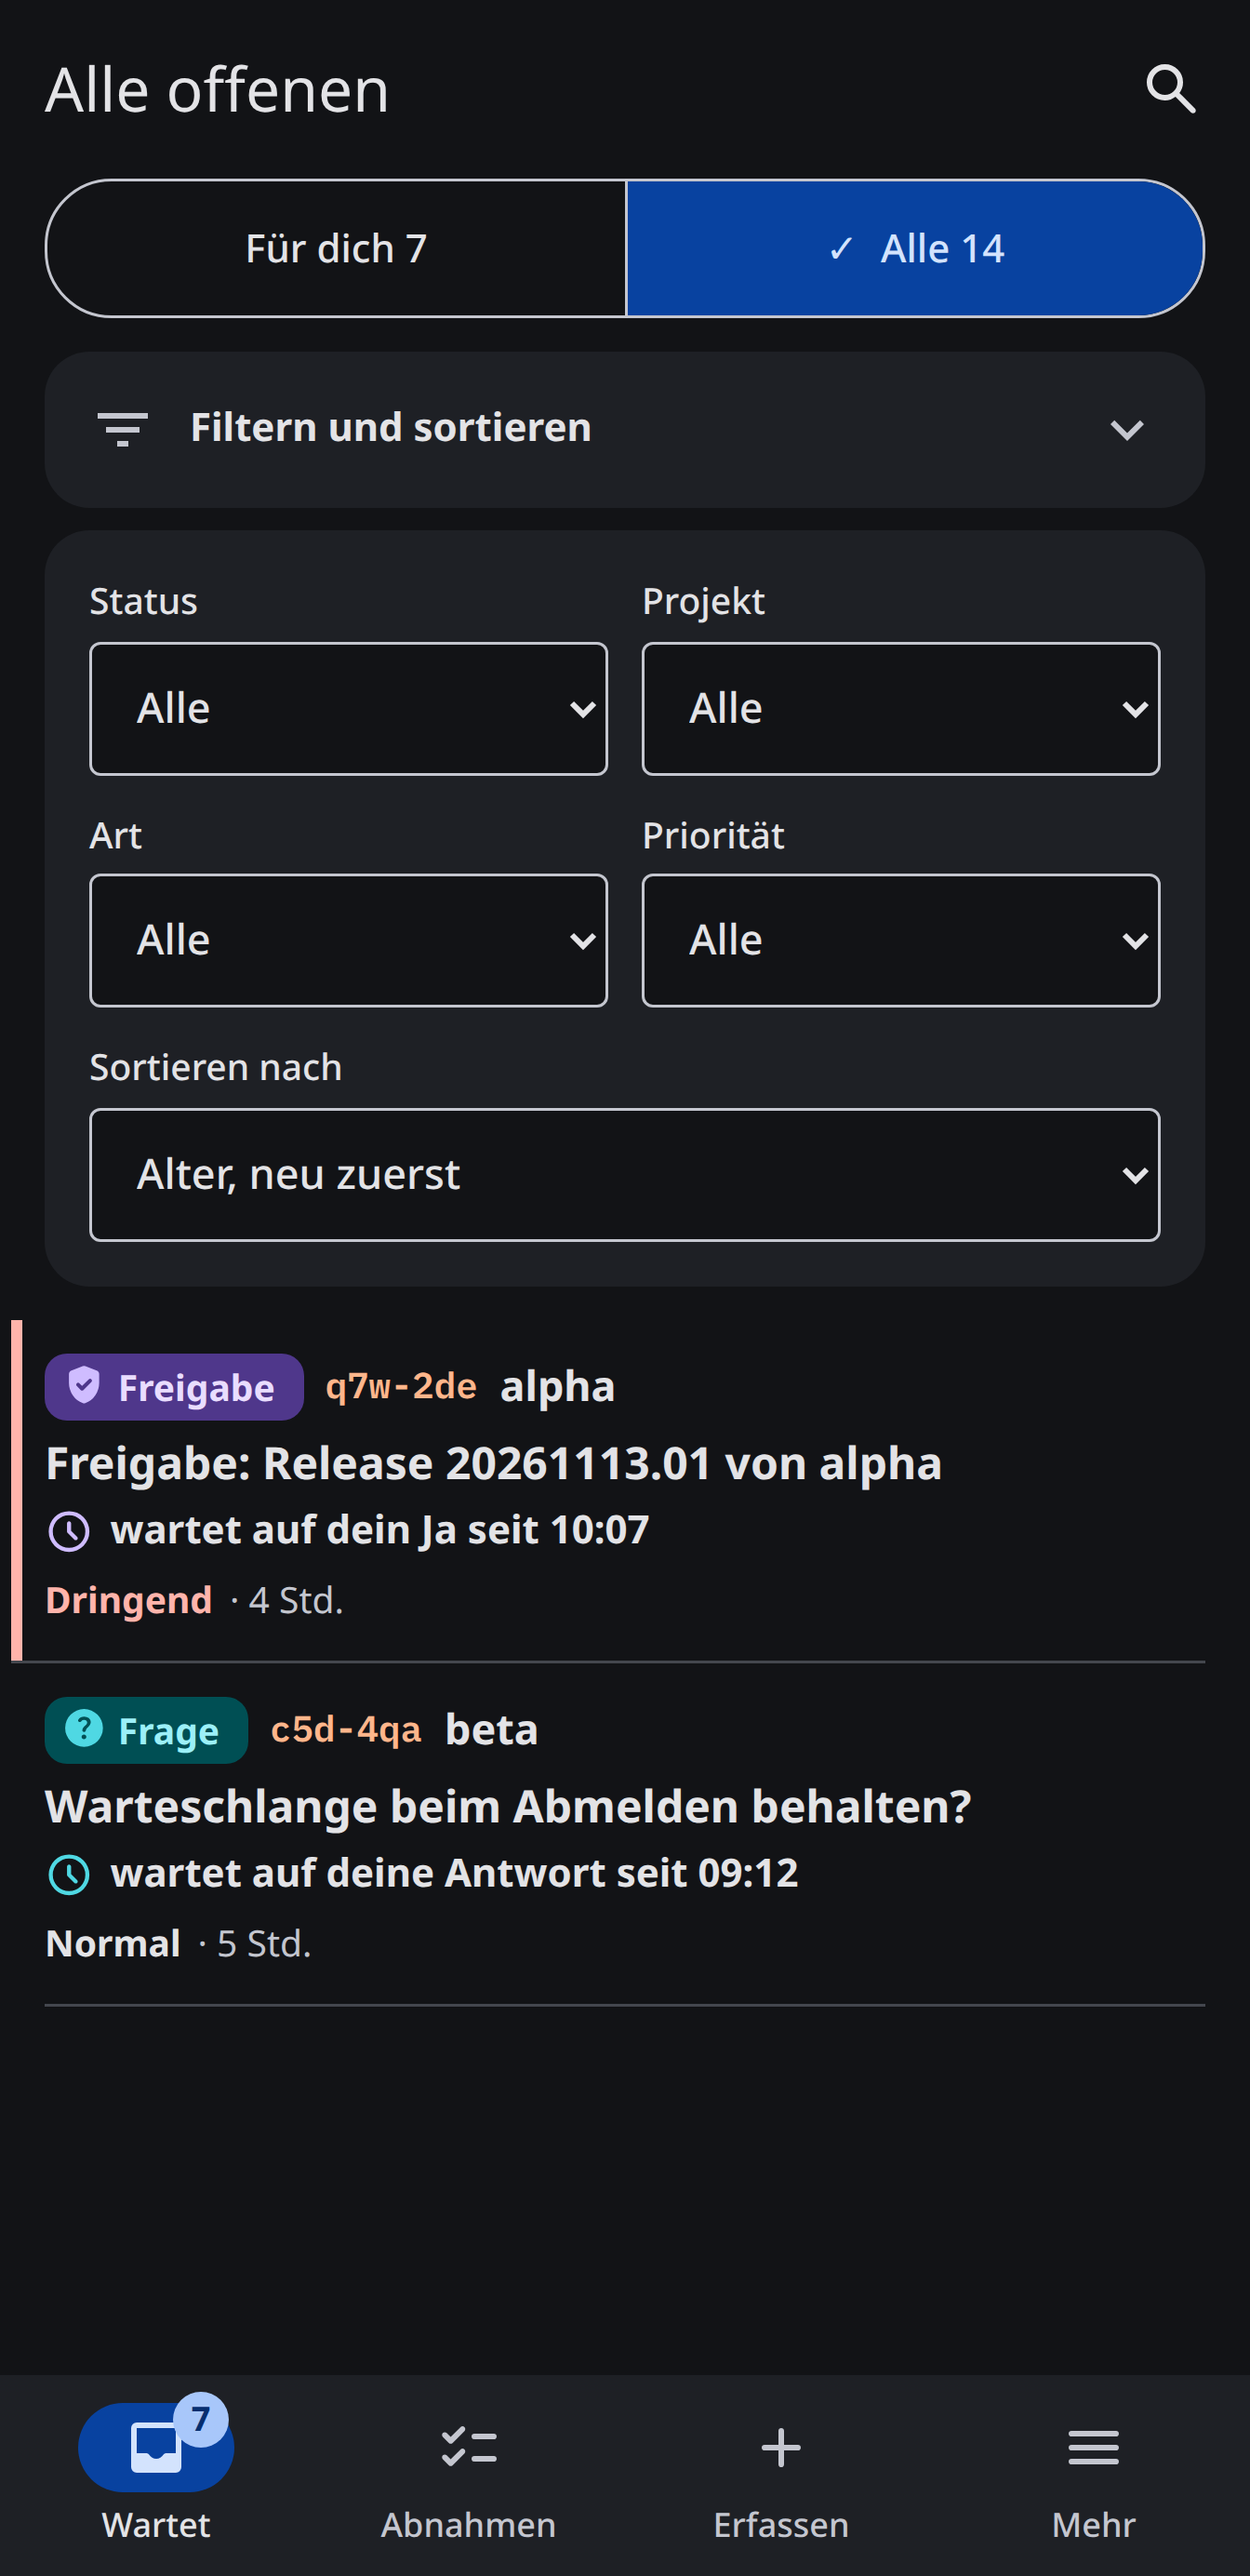 Alle offenen
Für dich 7
✓ Alle 14
Filtern und sortieren
Status
Projekt
Alle
Alle
Art
Priorität
Alle
Alle
Sortieren nach
Alter, neu zuerst
Freigabe q7w-2de alpha
Freigabe: Release 20261113.01 von alpha
wartet auf dein Ja seit 10:07
Dringend · 4 Std.
? Frage c5d-4qa beta
Warteschlange beim Abmelden behalten?
wartet auf deine Antwort seit 09:12
Normal · 5 Std.
7
Wartet
Abnahmen
Erfassen
Mehr